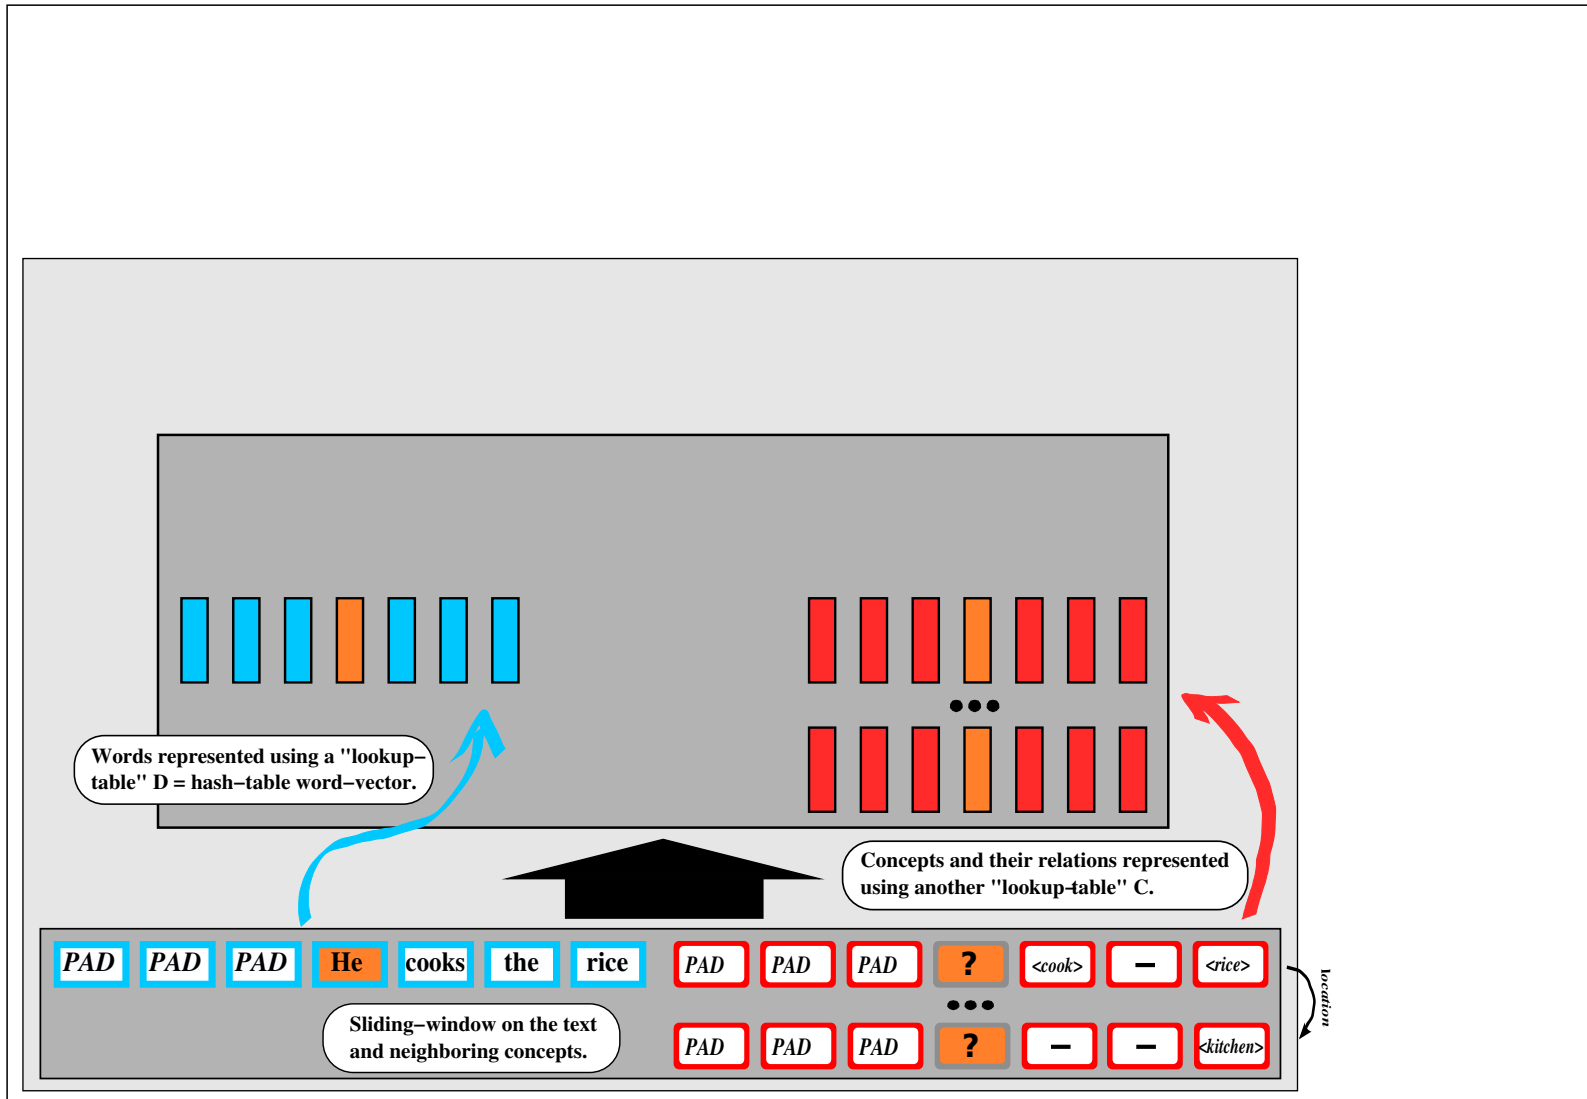 Words represented using a "lookup-
table" D = hash-table word-vector.
Concepts and their relations represented
using another "lookup-table" C.
PAD PAD PAD He cooks the rice PAD PAD PAD ? <cook> – <rice>
location
Sliding-window on the text
and neighboring concepts.
PAD PAD PAD ? – – <kitchen>